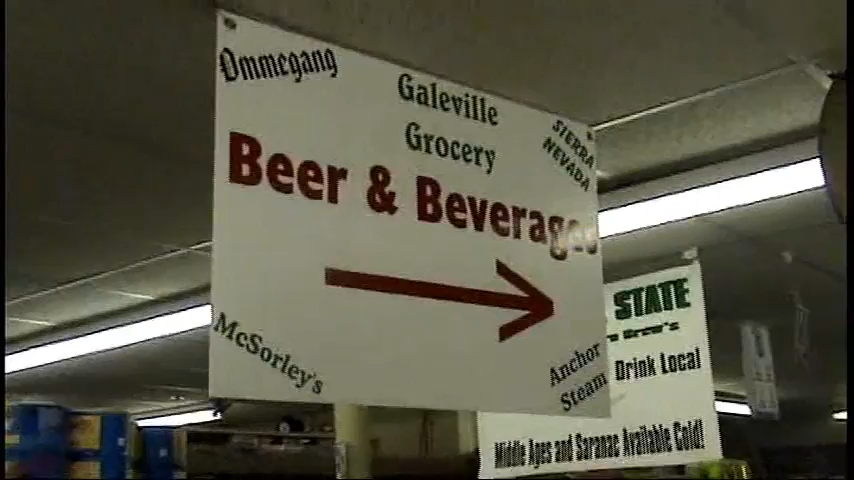 Ommegang
Galeville
Grocery
SIERRA
NEVADA
Beer & Beverages
McSorley's
Anchor
Steam
STATE
Brew's
Drink Local
Middle Ages and Saranac Available Cold!